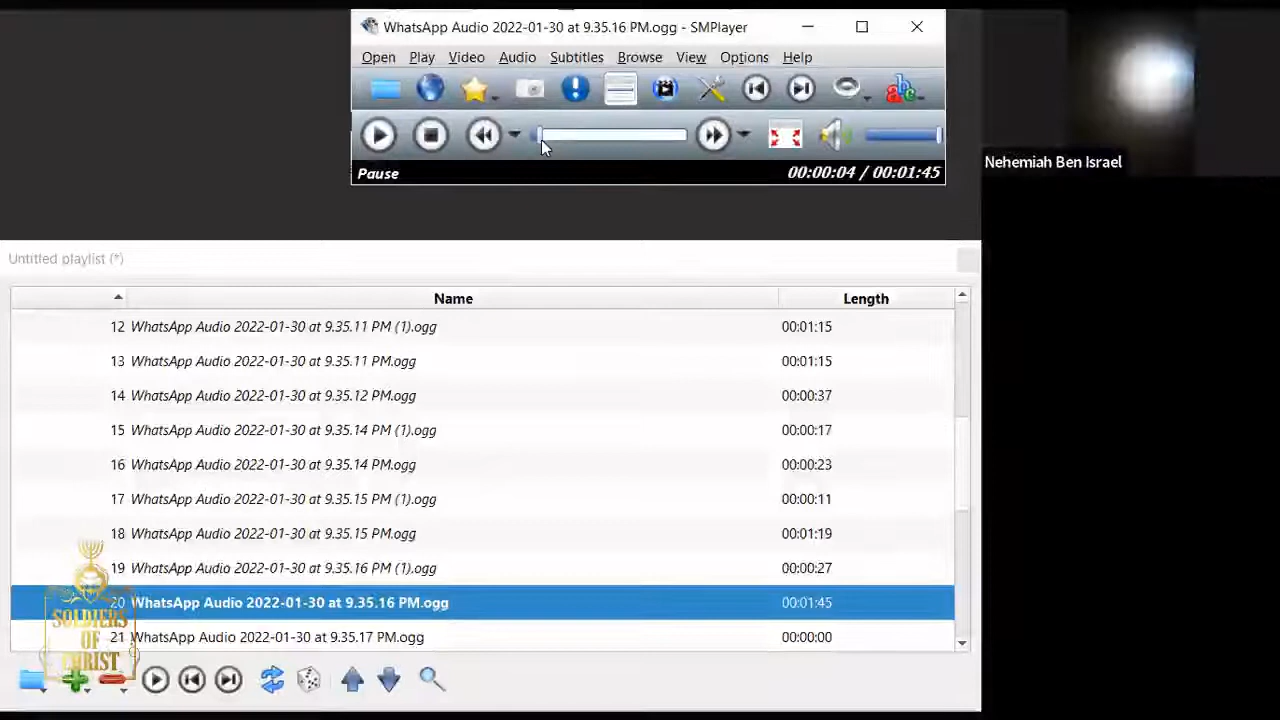 WhatsApp Audio 2022-01-30 at 9.35.16 PM.ogg - SMPlayer
Open Play Video Audio Subtitles Browse View Options Help
Pause 00:00:04 / 00:01:45
Nehemiah Ben Israel
Untitled playlist (*)
Name Length
12 WhatsApp Audio 2022-01-30 at 9.35.11 PM (1).ogg 00:01:15
13 WhatsApp Audio 2022-01-30 at 9.35.11 PM.ogg 00:01:15
14 WhatsApp Audio 2022-01-30 at 9.35.12 PM.ogg 00:00:37
15 WhatsApp Audio 2022-01-30 at 9.35.14 PM (1).ogg 00:00:17
16 WhatsApp Audio 2022-01-30 at 9.35.14 PM.ogg 00:00:23
17 WhatsApp Audio 2022-01-30 at 9.35.15 PM (1).ogg 00:00:11
18 WhatsApp Audio 2022-01-30 at 9.35.15 PM.ogg 00:01:19
19 WhatsApp Audio 2022-01-30 at 9.35.16 PM (1).ogg 00:00:27
20 WhatsApp Audio 2022-01-30 at 9.35.16 PM.ogg 00:01:45
21 WhatsApp Audio 2022-01-30 at 9.35.17 PM.ogg 00:00:00
SOLDIERS
OF
CHRIST